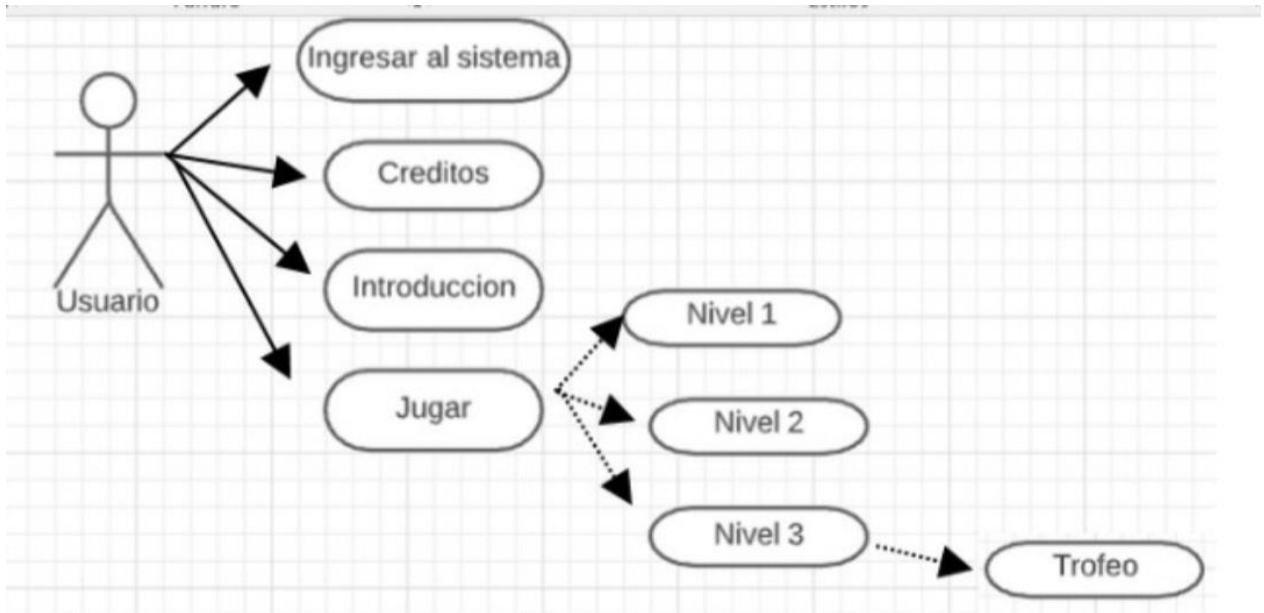 Ingresar al sistema
Creditos
Introduccion
Usuario
Jugar
Nivel 1
Nivel 2
Nivel 3
Trofeo